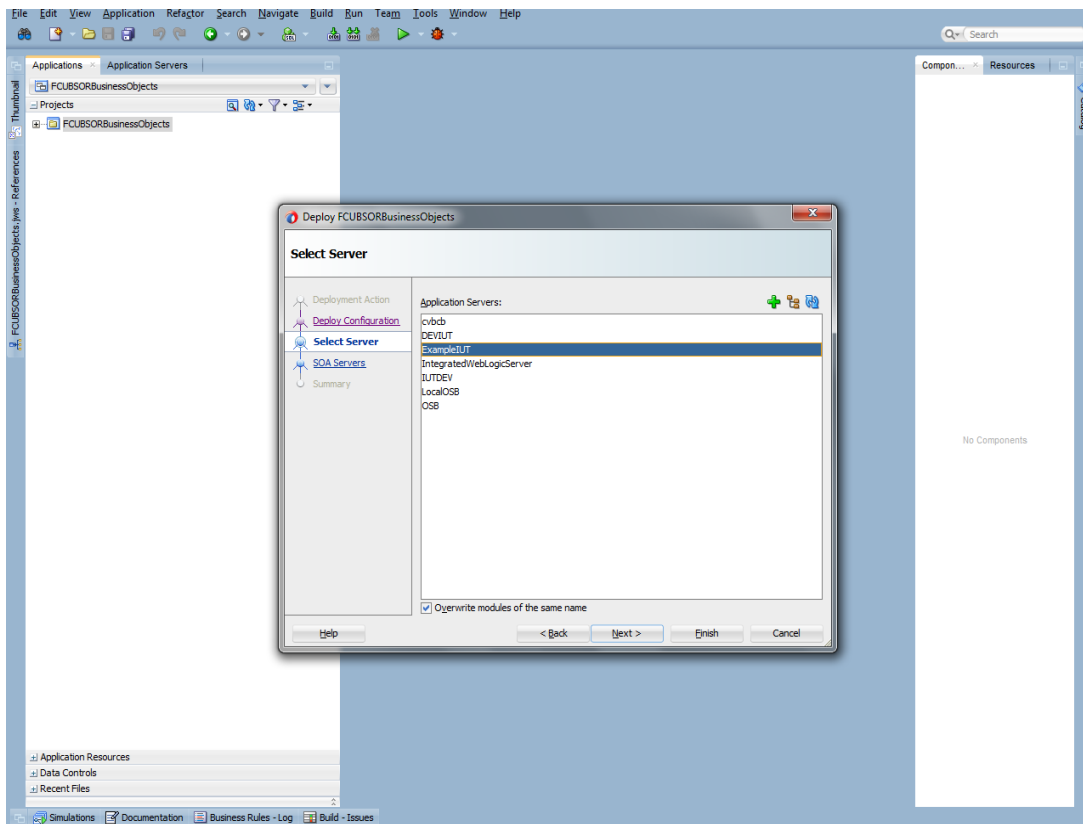 File Edit View Application Refactor Search Navigate Build Run Team Tools Window Help
Search
Applications Application Servers
Compon... Resources
FCUBSORBusinessObjects
Projects
FCUBSORBusinessObjects
Thumbnail
FCUBSORBusinessObjects.jws - References
Catalog
Deploy FCUBSORBusinessObjects
Select Server
Deployment Action
Deploy Configuration
Select Server
SOA Servers
Summary
Application Servers:
cvbcb
DEVIUT
ExampleIUT
IntegratedWebLogicServer
IUTDEV
LocalOSB
OSB
Overwrite modules of the same name
Help < Back Next > Finish Cancel
No Components
Application Resources
Data Controls
Recent Files
Simulations Documentation Business Rules - Log Build - Issues